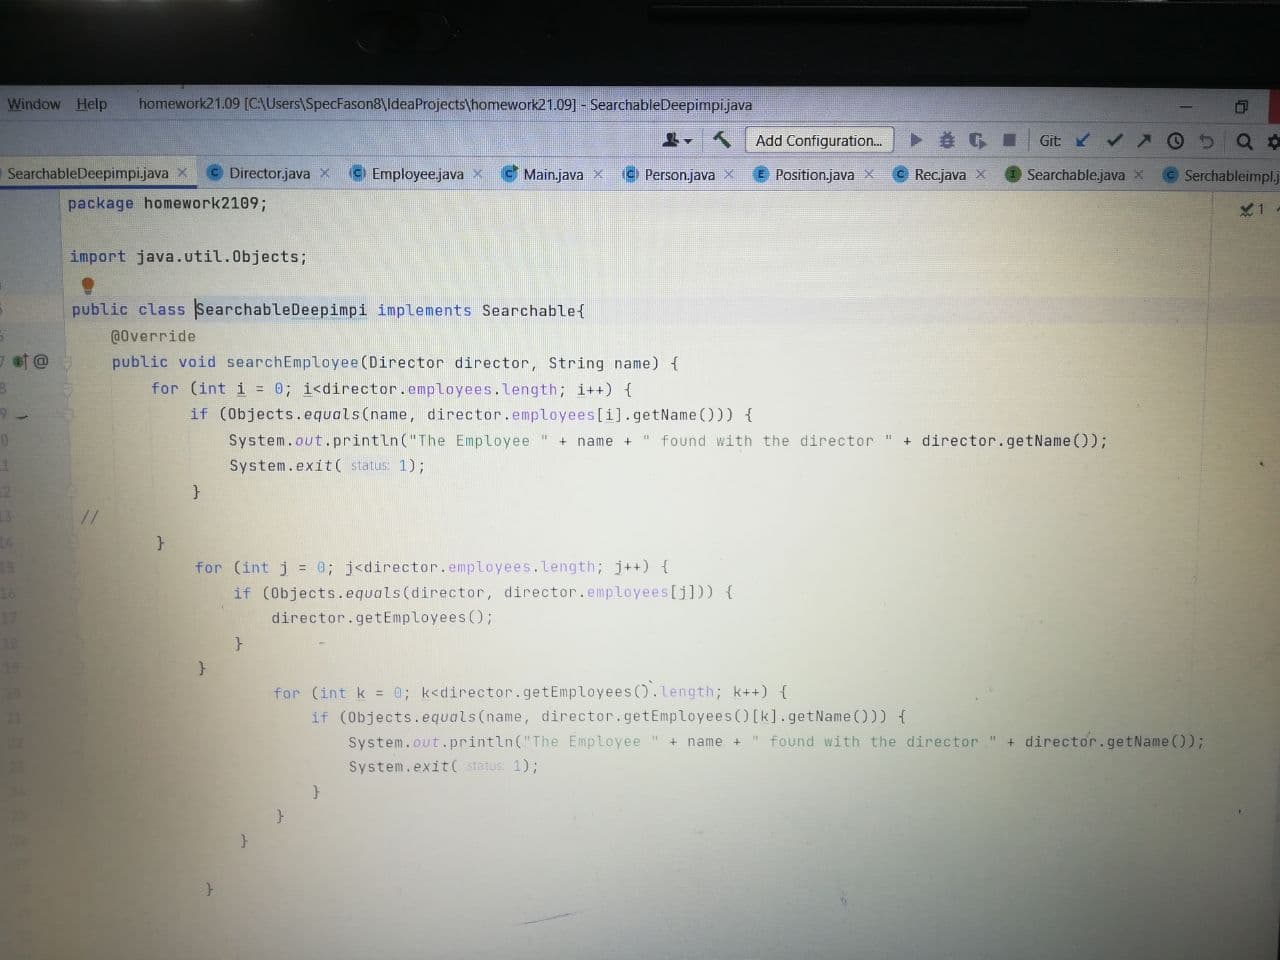 Window Help homework21.09 [C:\Users\SpecFason8\IdeaProjects\homework21.09] - SearchableDeepimpi.java
Add Configuration... Git:
SearchableDeepimpi.java Director.java Employee.java Main.java Person.java Position.java Rec.java Searchable.java Serchableimpl.j
package homework2109;
1
import java.util.Objects;
public class SearchableDeepimpi implements Searchable{
@Override
public void searchEmployee(Director director, String name) {
for (int i = 0; i<director.employees.length; i++) {
if (Objects.equals(name, director.employees[i].getName())) {
System.out.println("The Employee " + name + " found with the director " + director.getName());
System.exit( status: 1);
}
//
}
for (int j = 0; j<director.employees.length; j++) {
if (Objects.equals(director, director.employees[j])) {
director.getEmployees();
}
}
for (int k = 0; k<director.getEmployees().length; k++) {
if (Objects.equals(name, director.getEmployees()[k].getName())) {
System.out.println("The Employee " + name + " found with the director " + director.getName());
System.exit( status: 1);
}
}
}
}